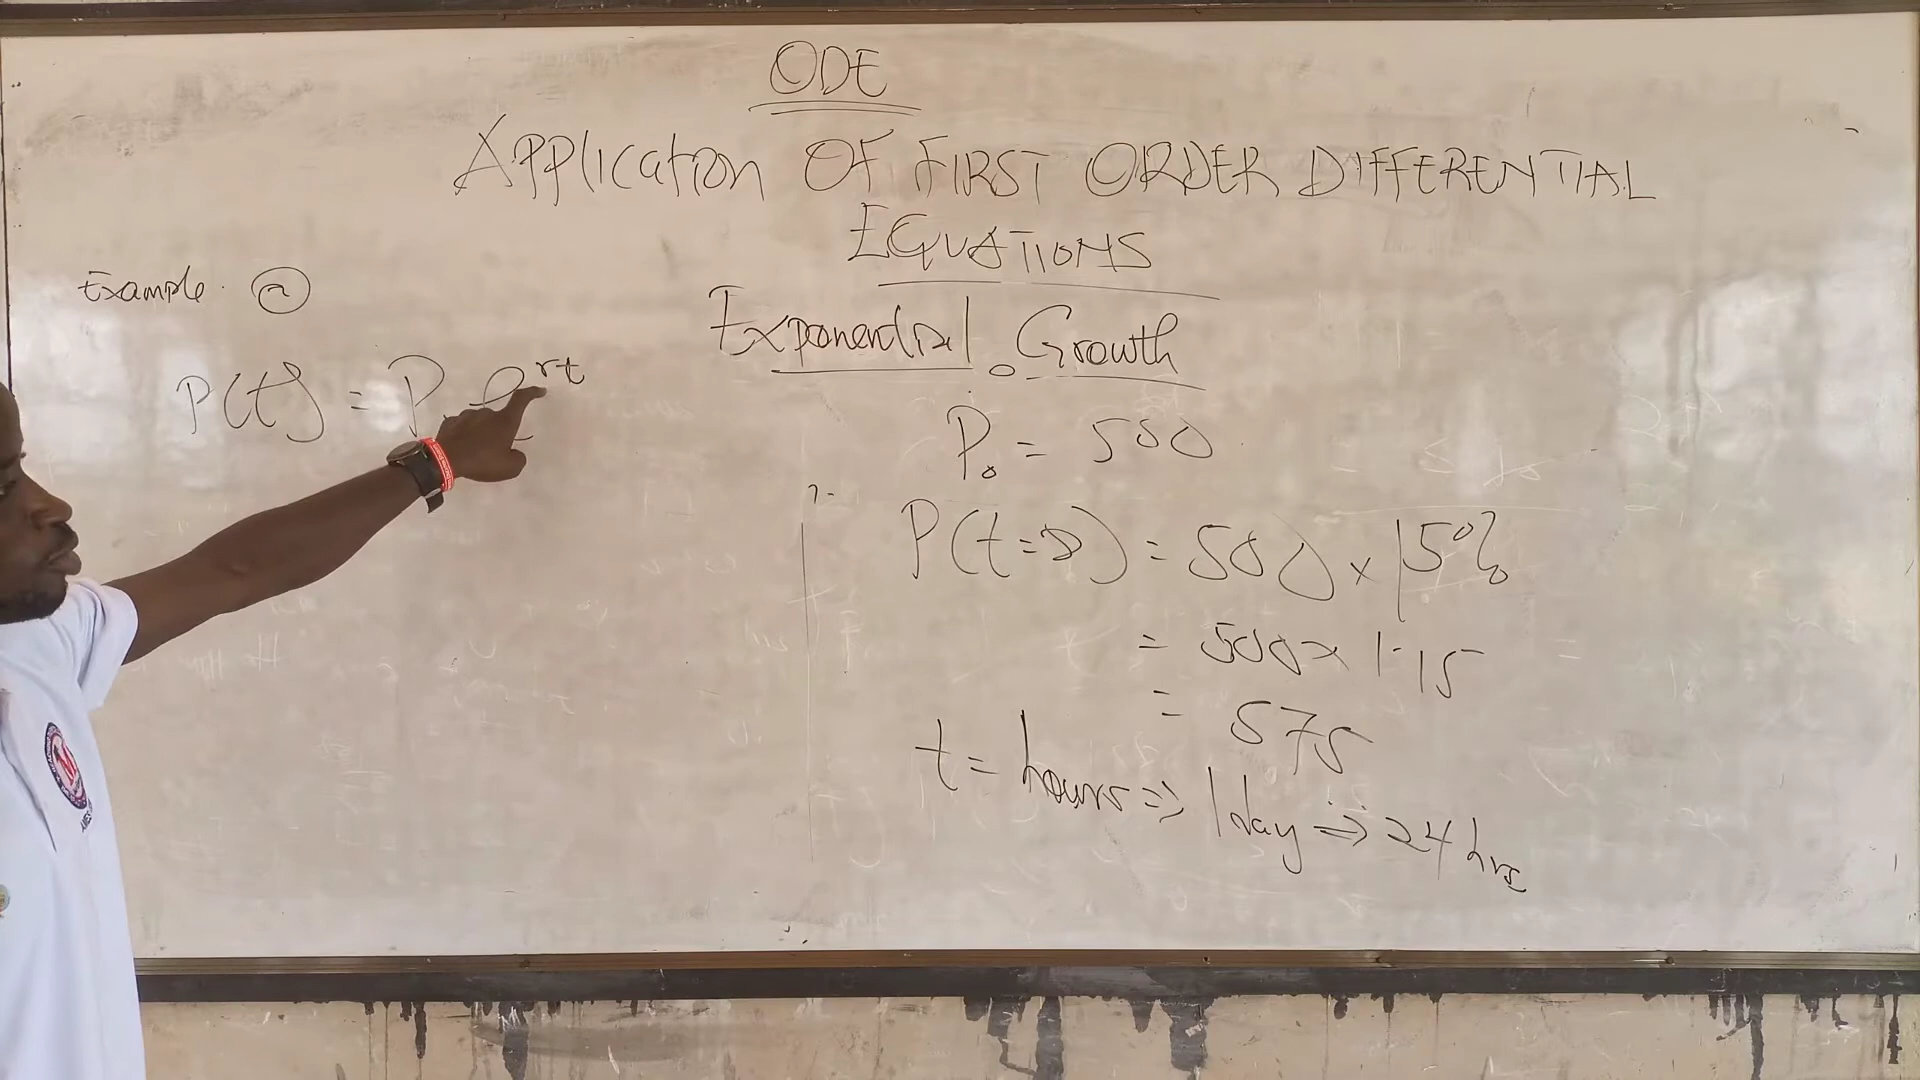 ODE
APPlication OF FIRST ORDER DIFFERENTIAL
EQUATIONS
Example (a)
Exponential Growth
P(t) = P e^rt
P₀ = 500
P(t=
) = 500 × 15%
= 500 × 1.15
= 575
t = hours ⇒ 1day ⇒ 24 hrs